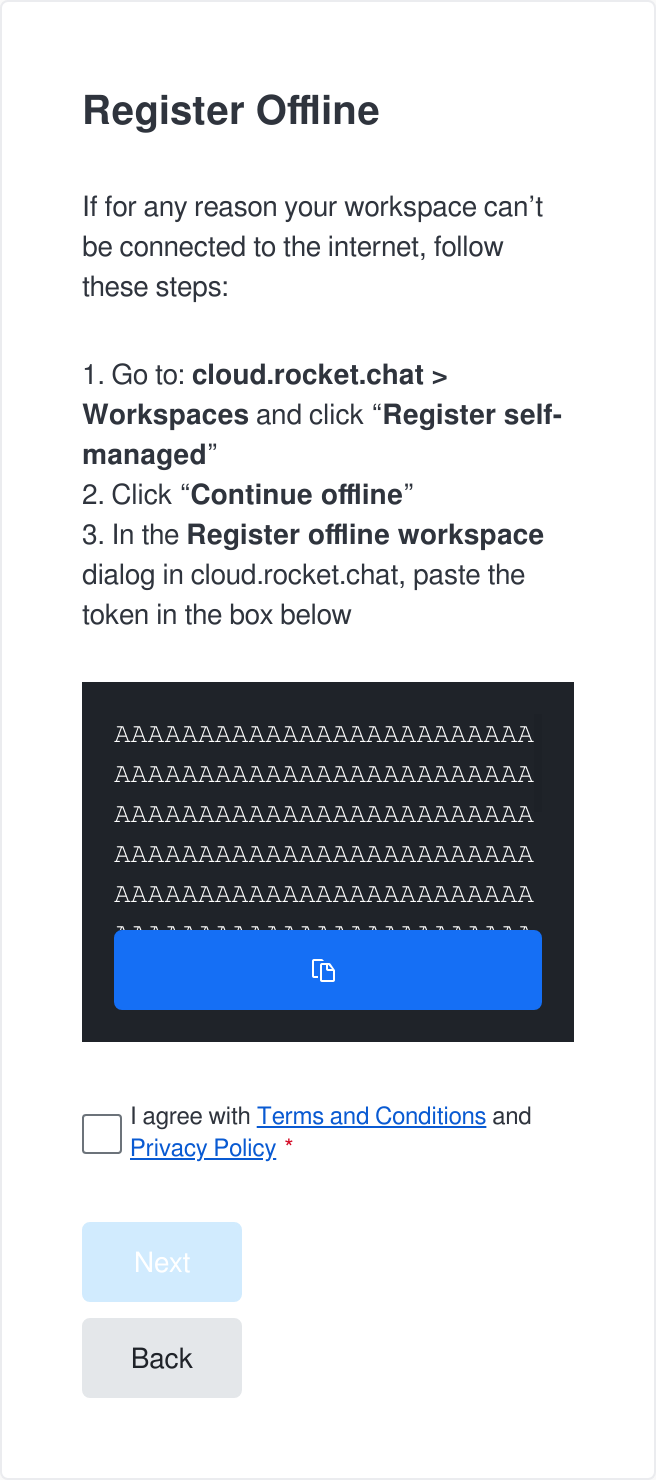 Register Offline
If for any reason your workspace can’t
be connected to the internet, follow
these steps:
1. Go to: cloud.rocket.chat >
Workspaces and click “Register self-
managed”
2. Click “Continue offline”
3. In the Register offline workspace
dialog in cloud.rocket.chat, paste the
token in the box below
AAAAAAAAAAAAAAAAAAAAAAAAA
AAAAAAAAAAAAAAAAAAAAAAAAA
AAAAAAAAAAAAAAAAAAAAAAAAA
AAAAAAAAAAAAAAAAAAAAAAAAA
AAAAAAAAAAAAAAAAAAAAAAAAA
I agree with Terms and Conditions and
Privacy Policy *
Next
Back